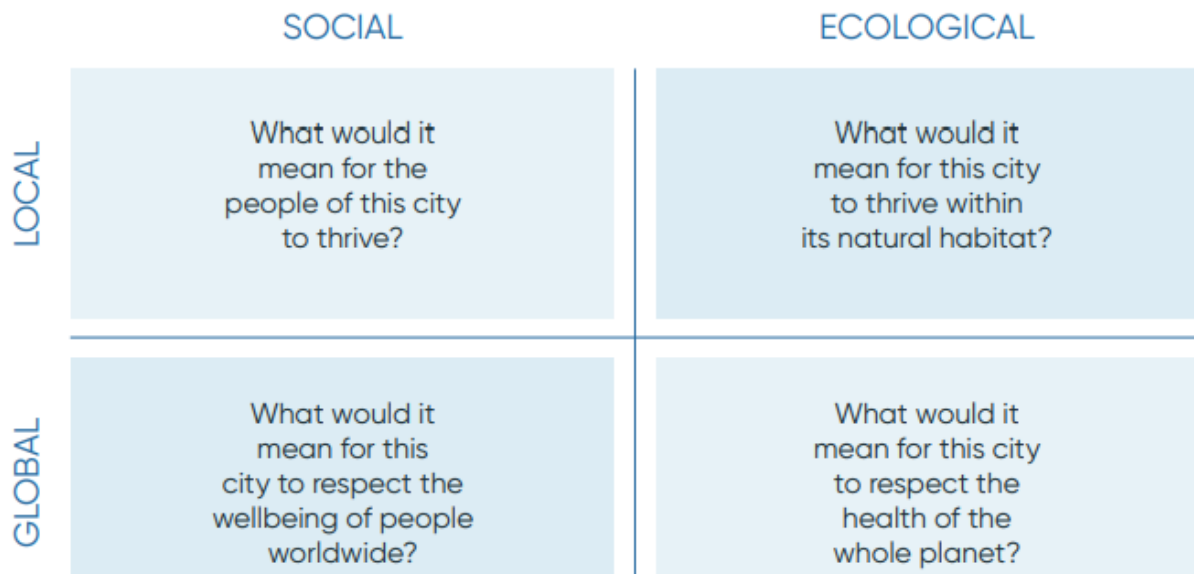 SOCIAL
ECOLOGICAL
LOCAL
What would it
mean for the
people of this city
to thrive?
What would it
mean for this city
to thrive within
its natural habitat?
GLOBAL
What would it
mean for this
city to respect the
wellbeing of people
worldwide?
What would it
mean for this city
to respect the
health of the
whole planet?